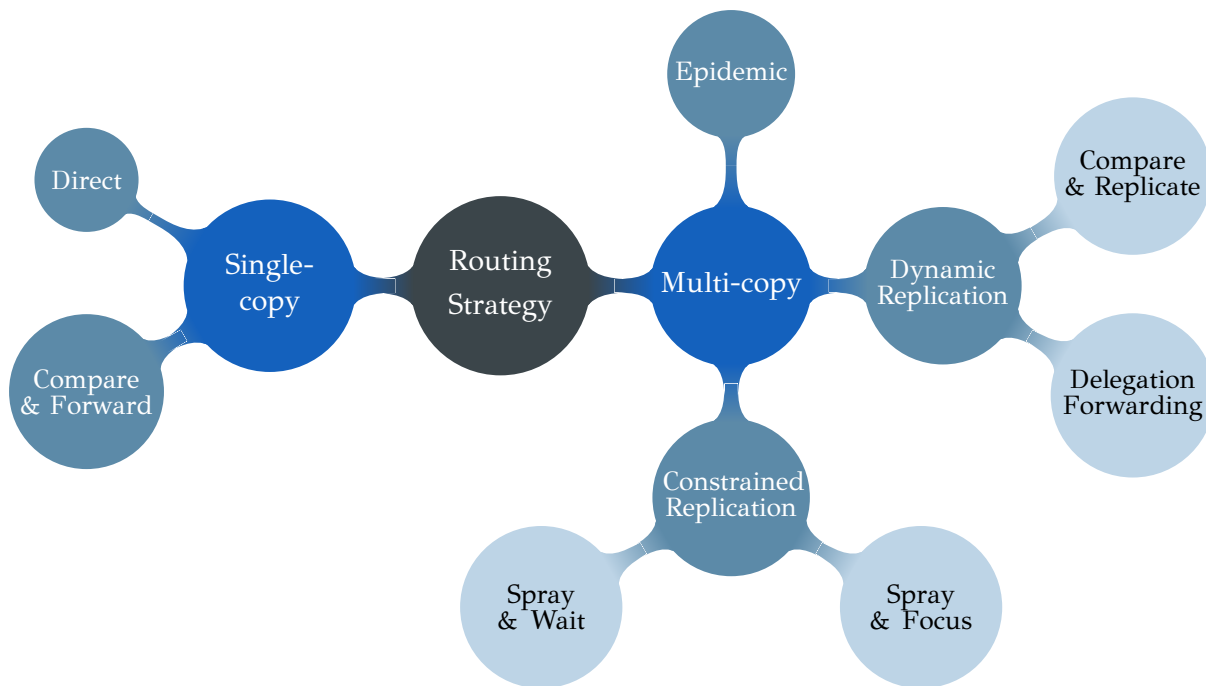 Epidemic
Direct
Compare
& Replicate
Single-
copy
Routing
Strategy
Multi-copy
Dynamic
Replication
Compare
& Forward
Delegation
Forwarding
Constrained
Replication
Spray
& Wait
Spray
& Focus